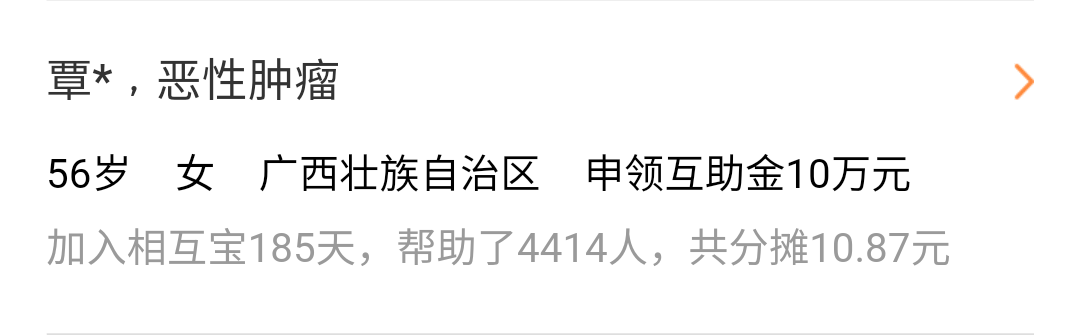 覃*，恶性肿瘤
56岁 女 广西壮族自治区 申领互助金10万元
加入相互宝185天，帮助了4414人，共分摊10.87元